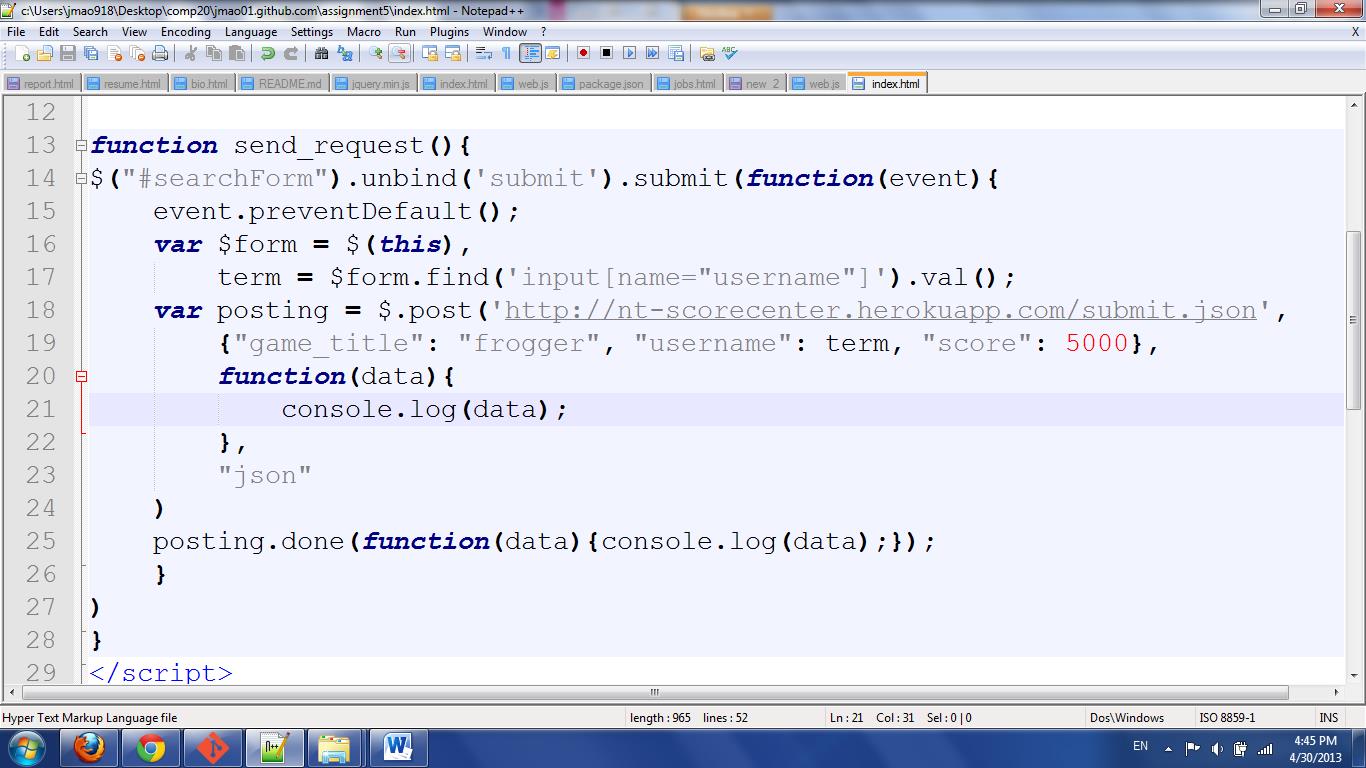 c:\Users\jmao918\Desktop\comp20\jmao01.github.com\assignment5\index.html - Notepad++
File Edit Search View Encoding Language Settings Macro Run Plugins Window ? X
report.html resume.html bio.html README.md jquery.min.js index.html web.js package.json jobs.html new 2 web.js index.html
12
13 function send_request(){
14 $("#searchForm").unbind('submit').submit(function(event){
15 event.preventDefault();
16 var $form = $(this),
17 term = $form.find('input[name="username"]').val();
18 var posting = $.post('http://nt-scorecenter.herokuapp.com/submit.json',
19 {"game_title": "frogger", "username": term, "score": 5000},
20 function(data){
21 console.log(data);
22 },
23 "json"
24 )
25 posting.done(function(data){console.log(data);});
26 }
27 )
28 }
29 </script>
Hyper Text Markup Language file length : 965 lines : 52 Ln : 21 Col : 31 Sel : 0 | 0 Dos\Windows ISO 8859-1 INS
EN 4:45 PM
4/30/2013